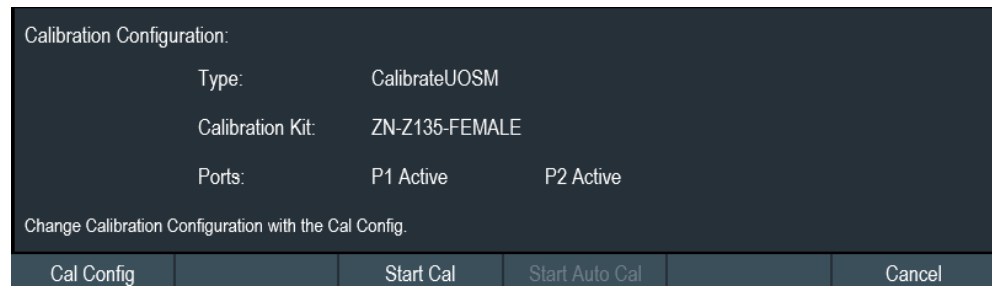 Calibration Configuration:
Type: CalibrateUOSM
Calibration Kit: ZN-Z135-FEMALE
Ports: P1 Active P2 Active
Change Calibration Configuration with the Cal Config.
Cal Config Start Cal Start Auto Cal Cancel